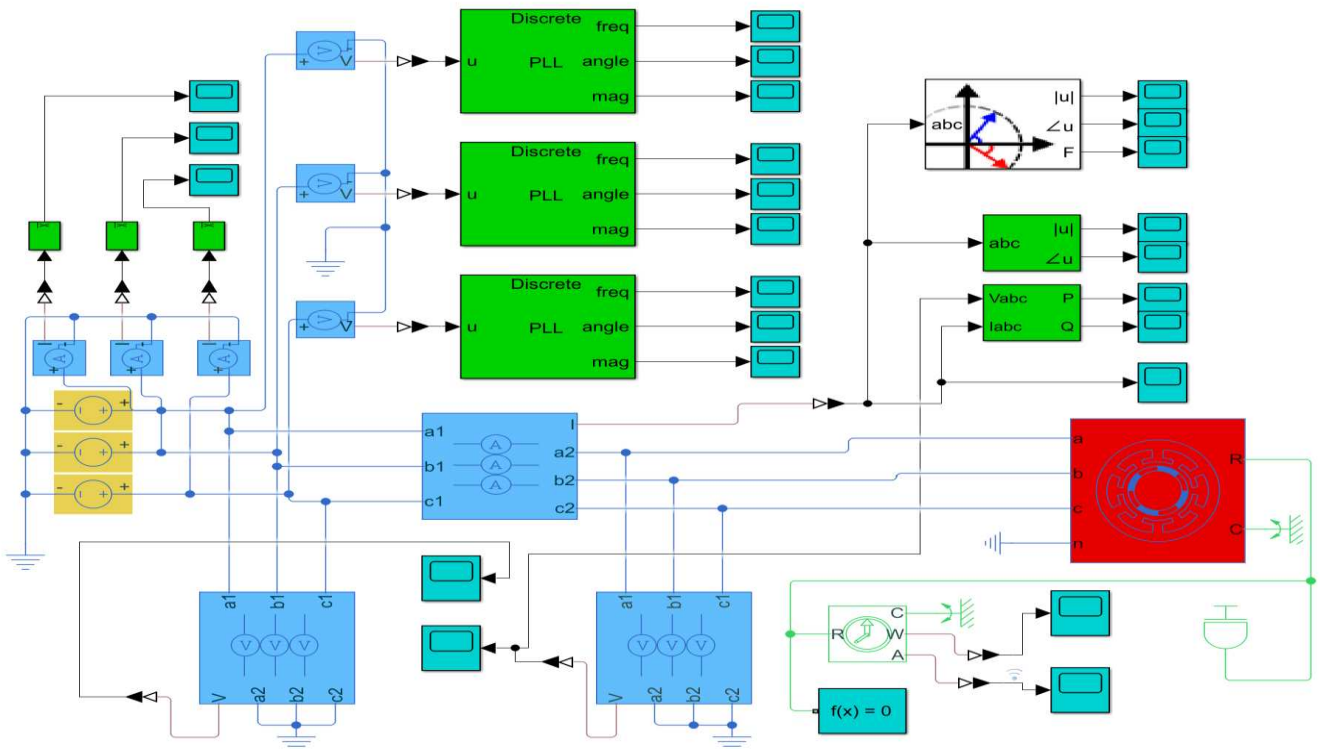 Discrete
freq
u PLL angle
mag
Discrete
freq
u PLL angle
mag
Discrete
freq
u PLL angle
mag
abc |u|
∠u
F
abc |u|
∠u
Vabc P
Iabc Q
+ V
+ V
+ V
I -
A
+
I -
A
+
I -
A
+
- +
- +
- +
a1 I
A
b1 a2
A
c1 b2
A
c2
a R
b
c C
n
a1 b1 c1
V V V
V a2 b2 c2
a1 b1 c1
V V V
V a2 b2 c2
C
R W
A
f(x) = 0